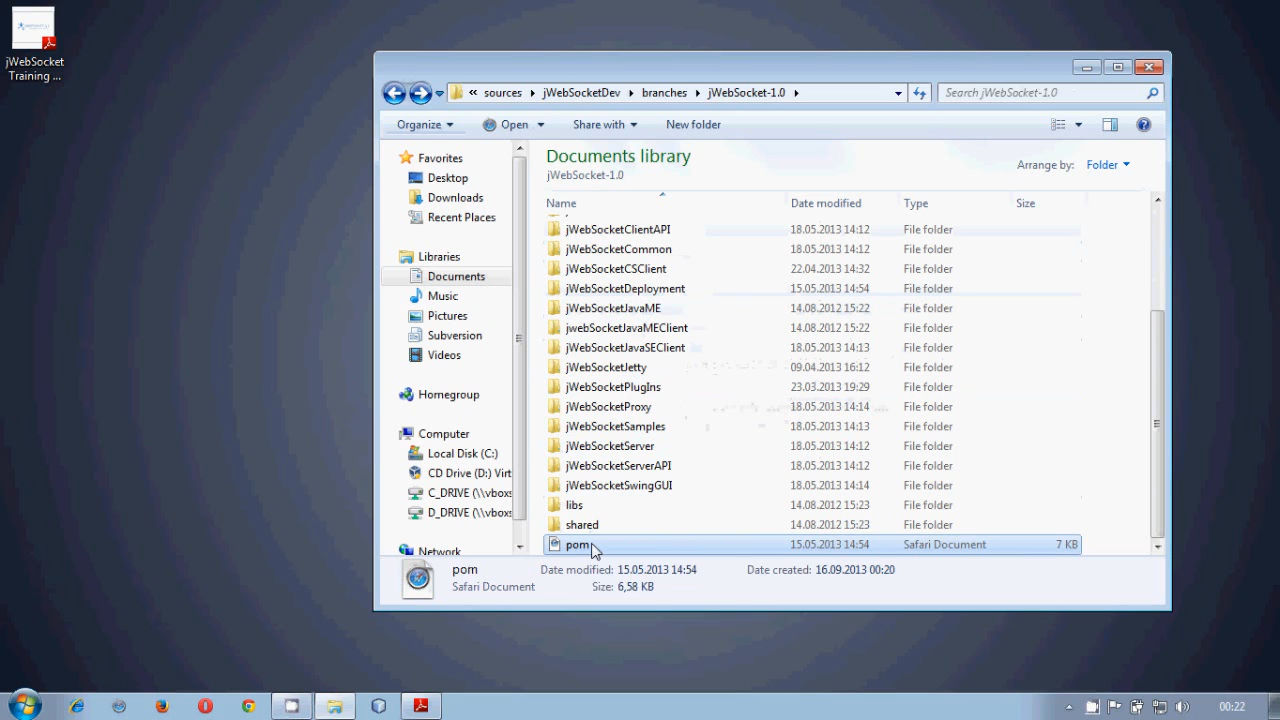 jWebSocket
Training ...
« sources ▸ jWebSocketDev ▸ branches ▸ jWebSocket-1.0 ▸
Search jWebSocket-1.0
Organize Open Share with New folder
Favorites
Desktop
Downloads
Recent Places
Libraries
Documents
Music
Pictures
Subversion
Videos
Homegroup
Computer
Local Disk (C:)
CD Drive (D:) Virt
C_DRIVE (\\vboxs
D_DRIVE (\\vboxs
Network
Documents library
jWebSocket-1.0
Arrange by: Folder
Name Date modified Type Size
jWebSocketClientAPI 18.05.2013 14:12 File folder
jWebSocketCommon 18.05.2013 14:12 File folder
jWebSocketCSClient 22.04.2013 14:32 File folder
jWebSocketDeployment 15.05.2013 14:54 File folder
jWebSocketJavaME 14.08.2012 15:22 File folder
jwebSocketJavaMEClient 14.08.2012 15:22 File folder
jWebSocketJavaSEClient 18.05.2013 14:13 File folder
jWebSocketJetty 09.04.2013 16:12 File folder
jWebSocketPlugIns 23.03.2013 19:29 File folder
jWebSocketProxy 18.05.2013 14:14 File folder
jWebSocketSamples 18.05.2013 14:13 File folder
jWebSocketServer 18.05.2013 14:12 File folder
jWebSocketServerAPI 18.05.2013 14:12 File folder
jWebSocketSwingGUI 18.05.2013 14:14 File folder
libs 14.08.2012 15:23 File folder
shared 14.08.2012 15:23 File folder
pom 15.05.2013 14:54 Safari Document 7 KB
pom Date modified: 15.05.2013 14:54 Date created: 16.09.2013 00:20
Safari Document Size: 6,58 KB
00:22